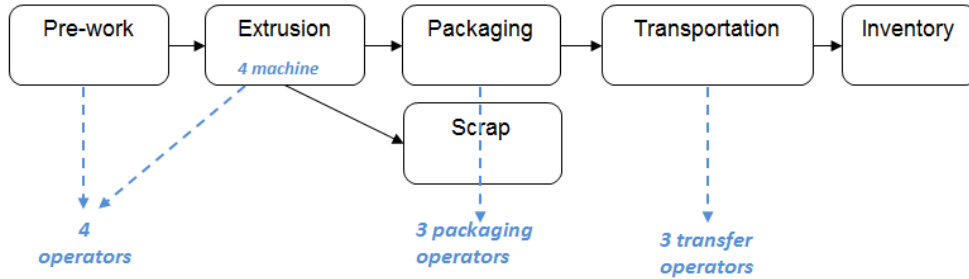 Pre-work
Extrusion
Packaging
Transportation
Inventory
4 machine
Scrap
4
operators
3 packaging
operators
3 transfer
operators